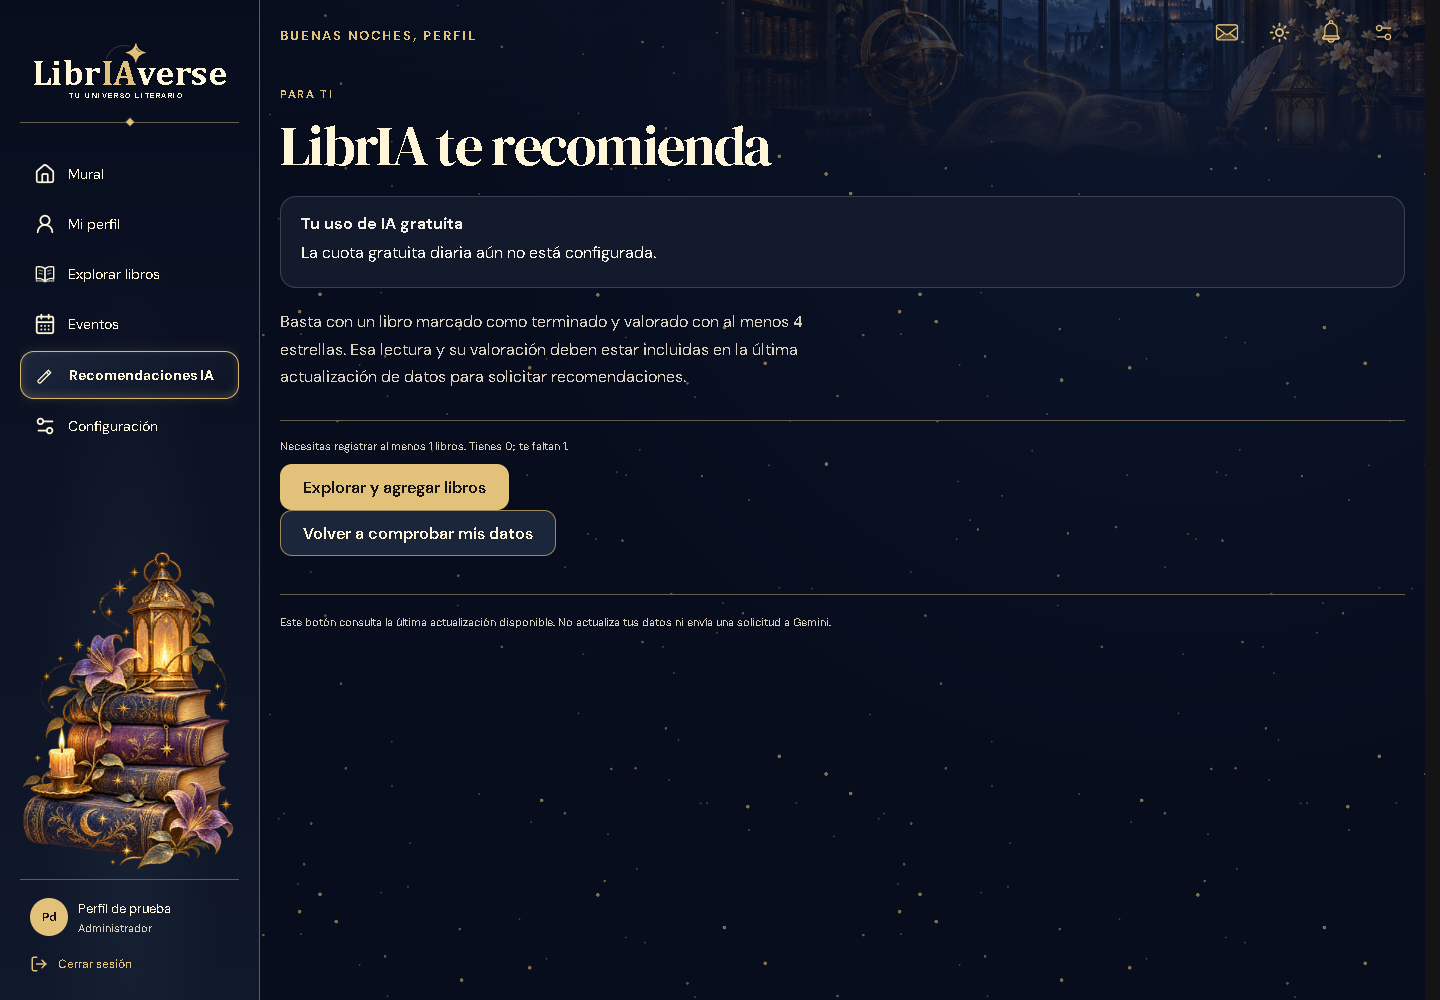 LibrIAverse
TU UNIVERSO LITERARIO
Mural
Mi perfil
Explorar libros
Eventos
Recomendaciones IA
Configuración
Pd
Perfil de prueba
Administrador
Cerrar sesión
BUENAS NOCHES, PERFIL
PARA TI
LibrIA te recomienda
Tu uso de IA gratuita
La cuota gratuita diaria aún no está configurada.
Basta con un libro marcado como terminado y valorado con al menos 4
estrellas. Esa lectura y su valoración deben estar incluidas en la última
actualización de datos para solicitar recomendaciones.
Necesitas registrar al menos 1 libros. Tienes 0; te faltan 1.
Explorar y agregar libros
Volver a comprobar mis datos
Este botón consulta la última actualización disponible. No actualiza tus datos ni envía una solicitud a Gemini.